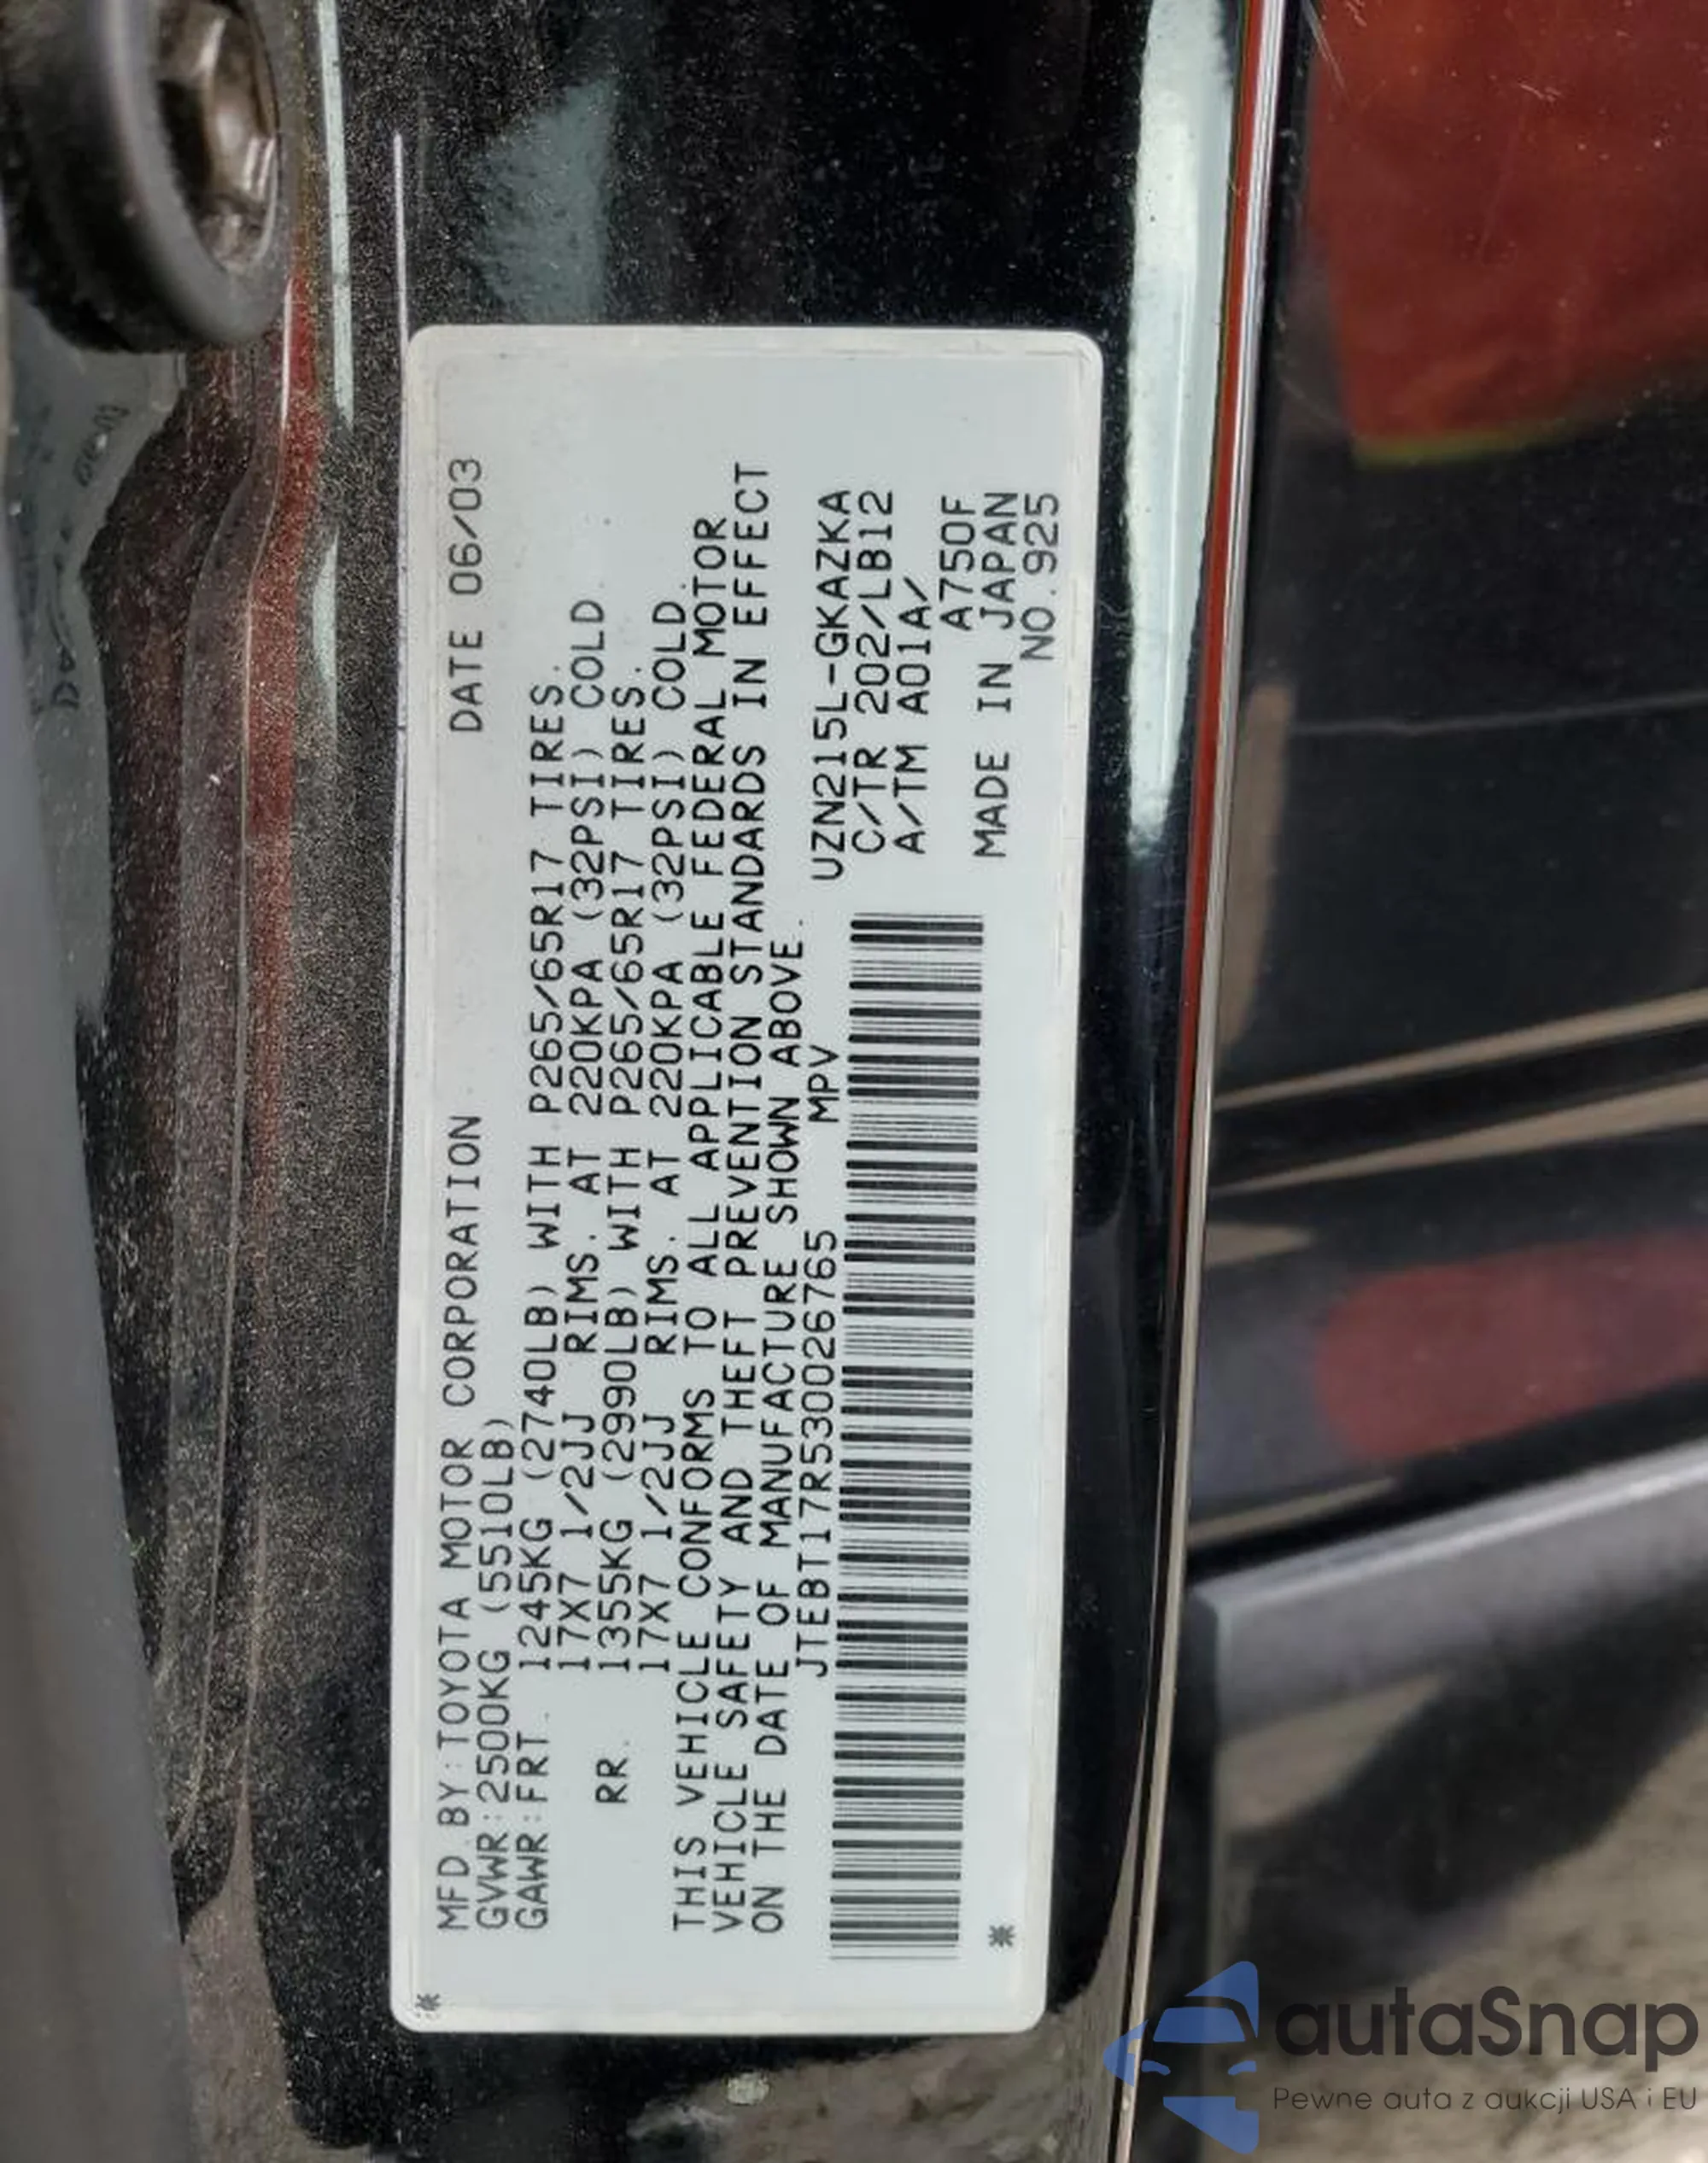 MFD.BY:TOYOTA MOTOR CORPORATION DATE 06/03
GVWR:2500KG (5510LB)
GAWR:FRT. 1245KG (2740LB) WITH P265/65R17 TIRES.
17X7 1/2JJ RIMS. AT 220KPA (32PSI) COLD.
RR. 1355KG (2990LB) WITH P265/65R17 TIRES.
17X7 1/2JJ RIMS. AT 220KPA (32PSI) COLD.
THIS VEHICLE CONFORMS TO ALL APPLICABLE FEDERAL MOTOR
VEHICLE SAFETY AND THEFT PREVENTION STANDARDS IN EFFECT
ON THE DATE OF MANUFACTURE SHOWN ABOVE.
JTEBT17R530026765 MPV
UZN215L-GKAZKA
C/TR 202/LB12
A/TM A01A/
A750F
MADE IN JAPAN
NO.925
autaSnap
Pewne auta z aukcji USA i EU